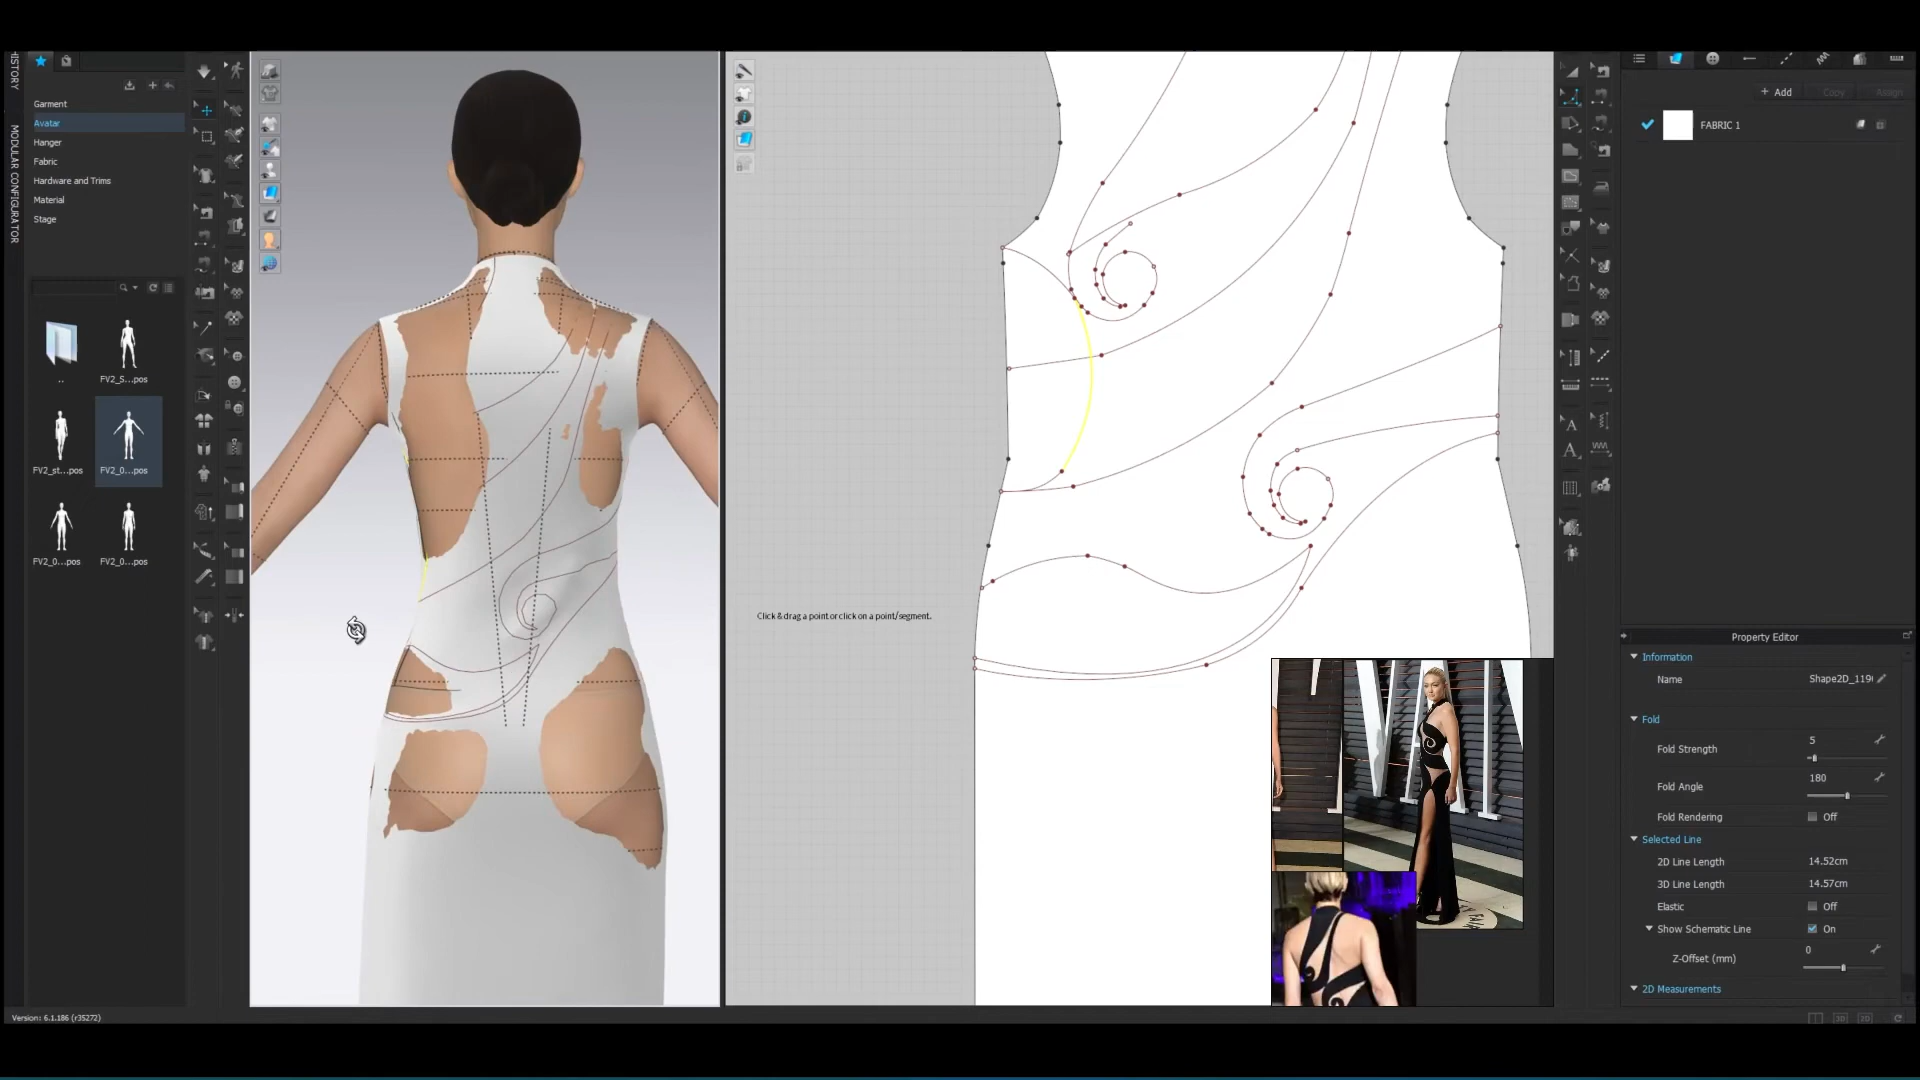 HISTORY
MODULAR CONFIGURATOR
Garment
Avatar
Hanger
Fabric
Hardware and Trims
Material
Stage
..
FV2_S...pos
FV2_st...pos
FV2_0...pos
FV2_0...pos
FV2_0...pos
Version: 6.1.186 (r35272)
Click & drag a point or click on a point/segment.
+ Add
Copy
Assign
FABRIC 1
Property Editor
Information
Name
Shape2D_119
Fold
Fold Strength
5
Fold Angle
180
Fold Rendering
Off
Selected Line
2D Line Length
14.52cm
3D Line Length
14.57cm
Elastic
Off
Show Schematic Line
On
Z-Offset (mm)
0
2D Measurements
3D
2D